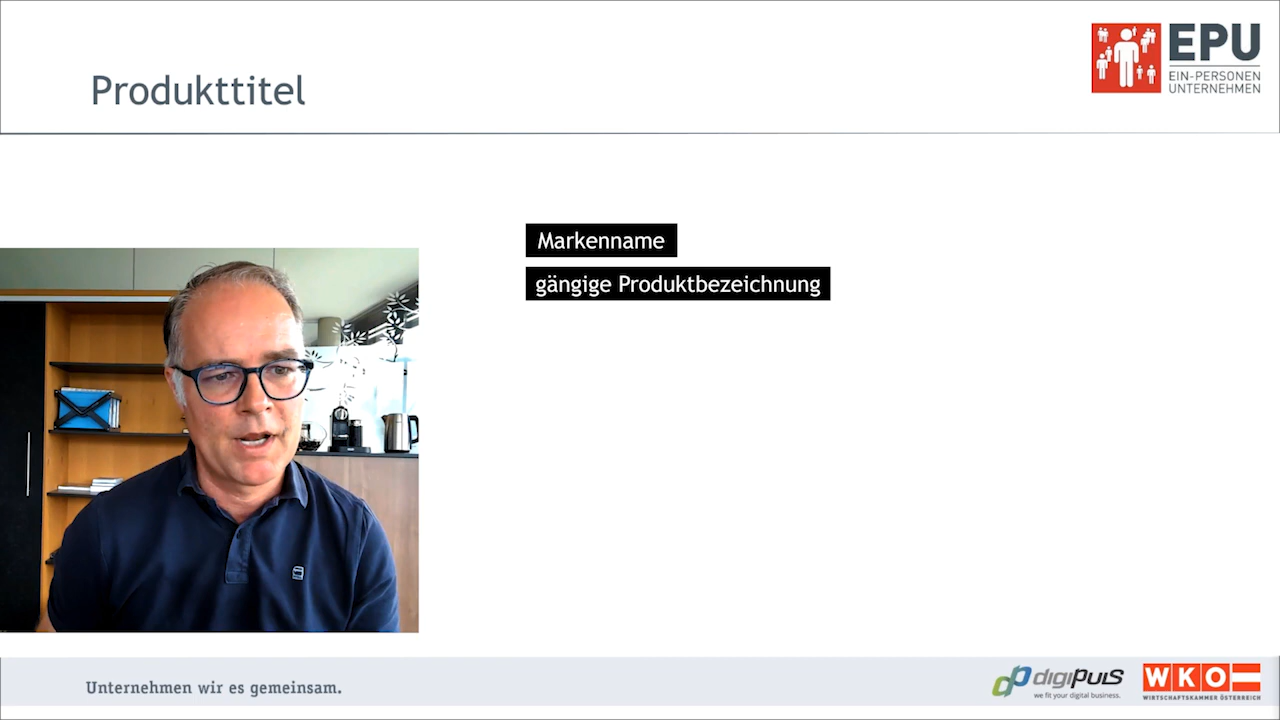 Produkttitel
EPU
EIN-PERSONEN
UNTERNEHMEN
Markenname
gängige Produktbezeichnung
Unternehmen wir es gemeinsam.
digiPULS
we fit your digital business.
WKO
WIRTSCHAFTSKAMMER ÖSTERREICH